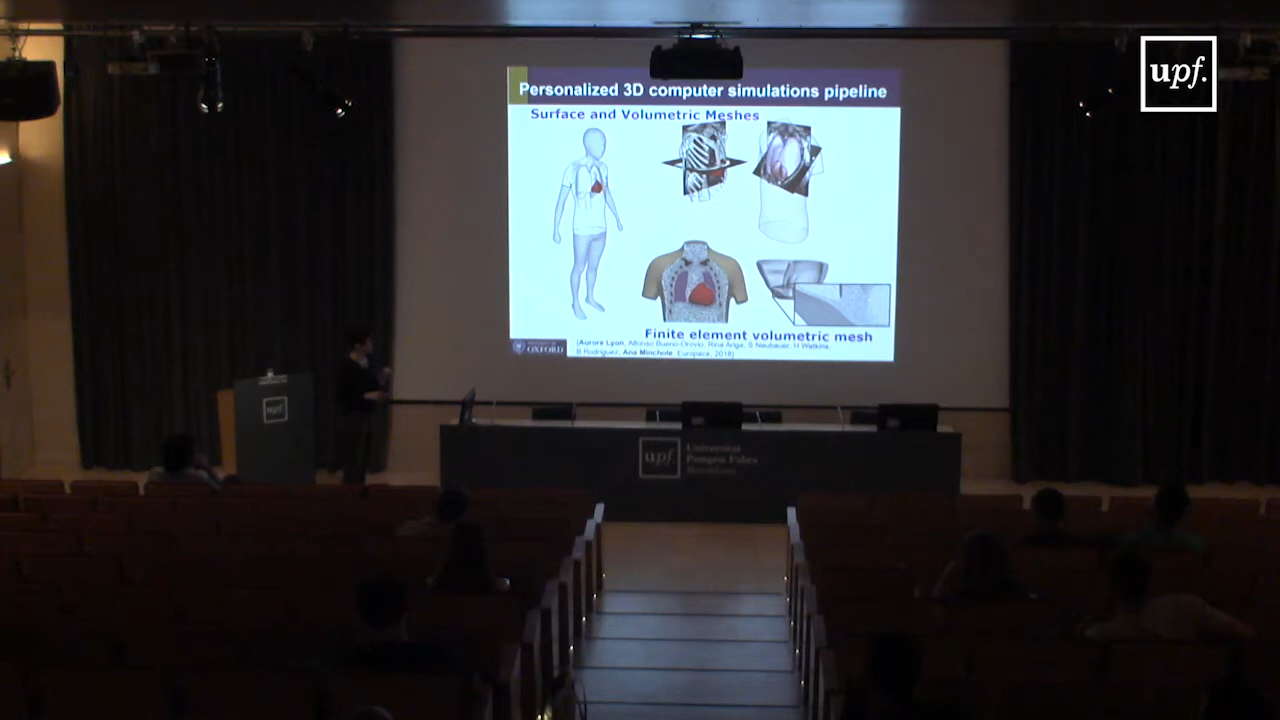 upf.
Personalized 3D computer simulations pipeline
Surface and Volumetric Meshes
Finite element volumetric mesh
(Aurore Lyon, Alfonso Bueno-Orovio, Rina Ariga, S Neubauer, H Watkins,
B Rodriguez, Ana Mincholé. Europace, 2018)
OXFORD
upf.
upf.
Universitat
Pompeu Fabra
Barcelona